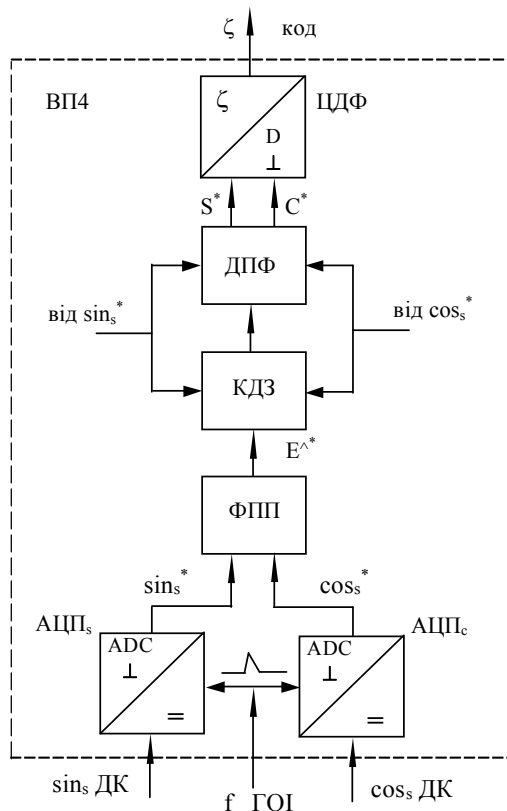 ζ код
ВП4
ζ
ЦДФ
D
⊥
S* C*
ДПФ
від sinₛ* від cosₛ*
КДЗ
E^*
ФПП
sinₛ* cosₛ*
АЦПₛ АЦП_c
ADC ADC
⊥ ⊥
= =
sinₛ ДК cosₛ ДК
f ГОІ